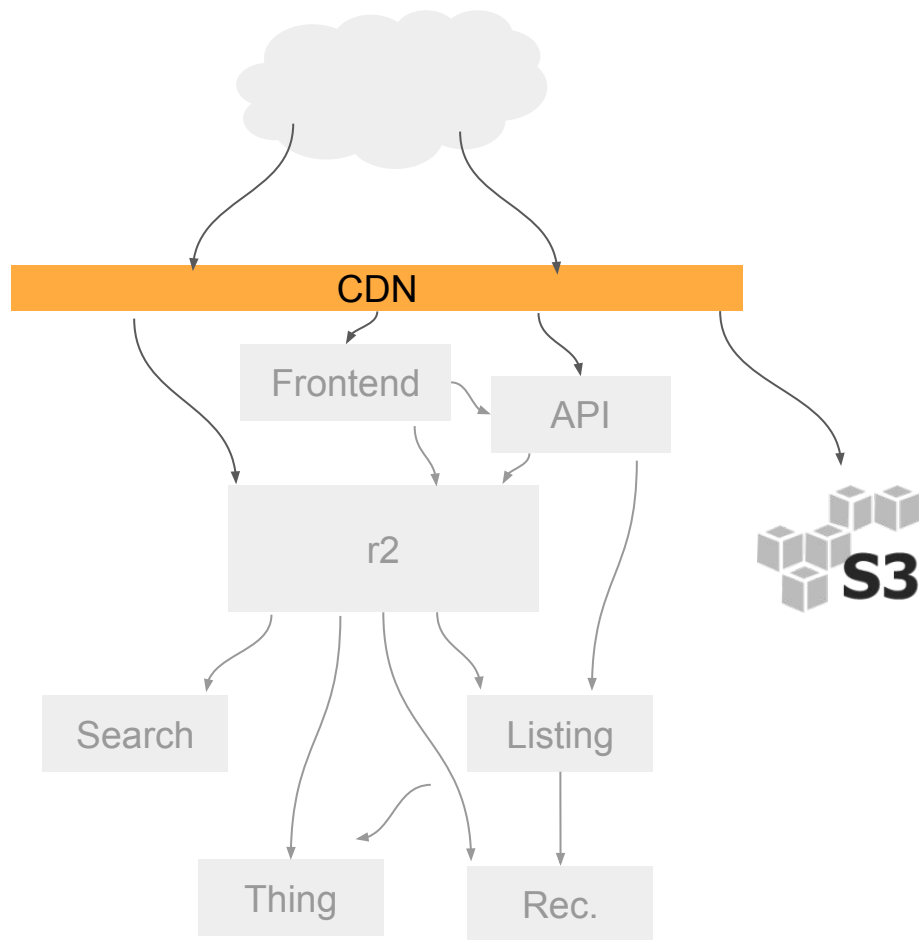 CDN
Frontend
API
r2
S3
Search
Listing
Thing
Rec.